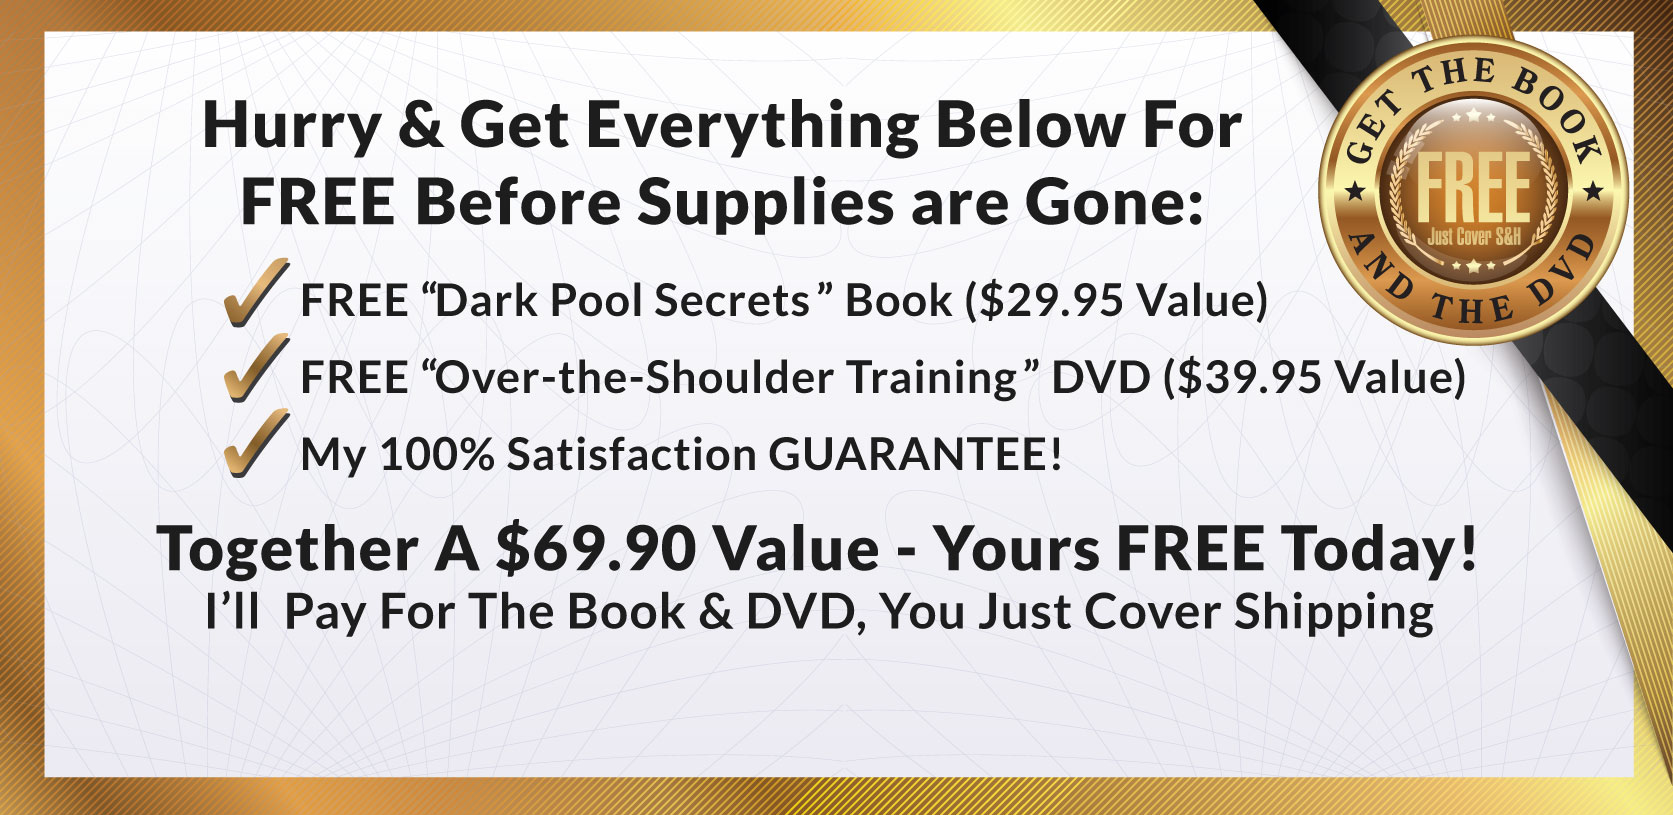 Hurry & Get Everything Below For
FREE Before Supplies are Gone:
FREE “Dark Pool Secrets” Book ($29.95 Value)
FREE “Over-the-Shoulder Training” DVD ($39.95 Value)
My 100% Satisfaction GUARANTEE!
Together A $69.90 Value - Yours FREE Today!
I’ll Pay For The Book & DVD, You Just Cover Shipping
GET THE BOOK
FREE
Just Cover S&H
AND THE DVD